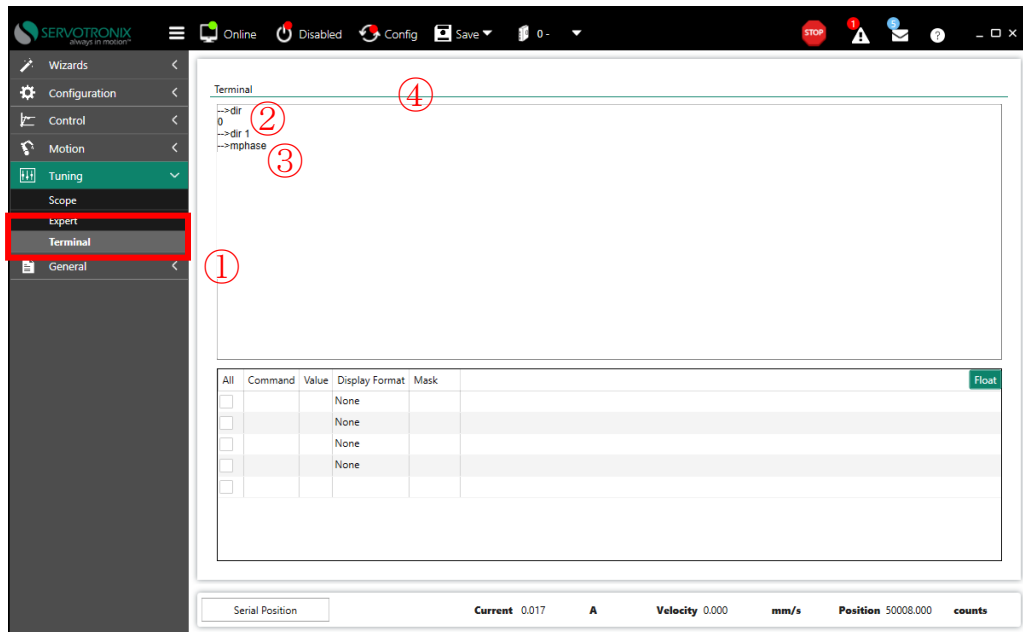 SERVOTRONIX
always in motion™
Online
Disabled
Config
Save
0 -
STOP
1
5
?
Wizards
Configuration
Control
Motion
Tuning
Scope
Expert
Terminal
General
①
Terminal
④
-->dir
0
②
-->dir 1
-->mphase
③
All Command Value Display Format Mask
Float
None
None
None
None
Serial Position
Current 0.017 A Velocity 0.000 mm/s Position 50008.000 counts